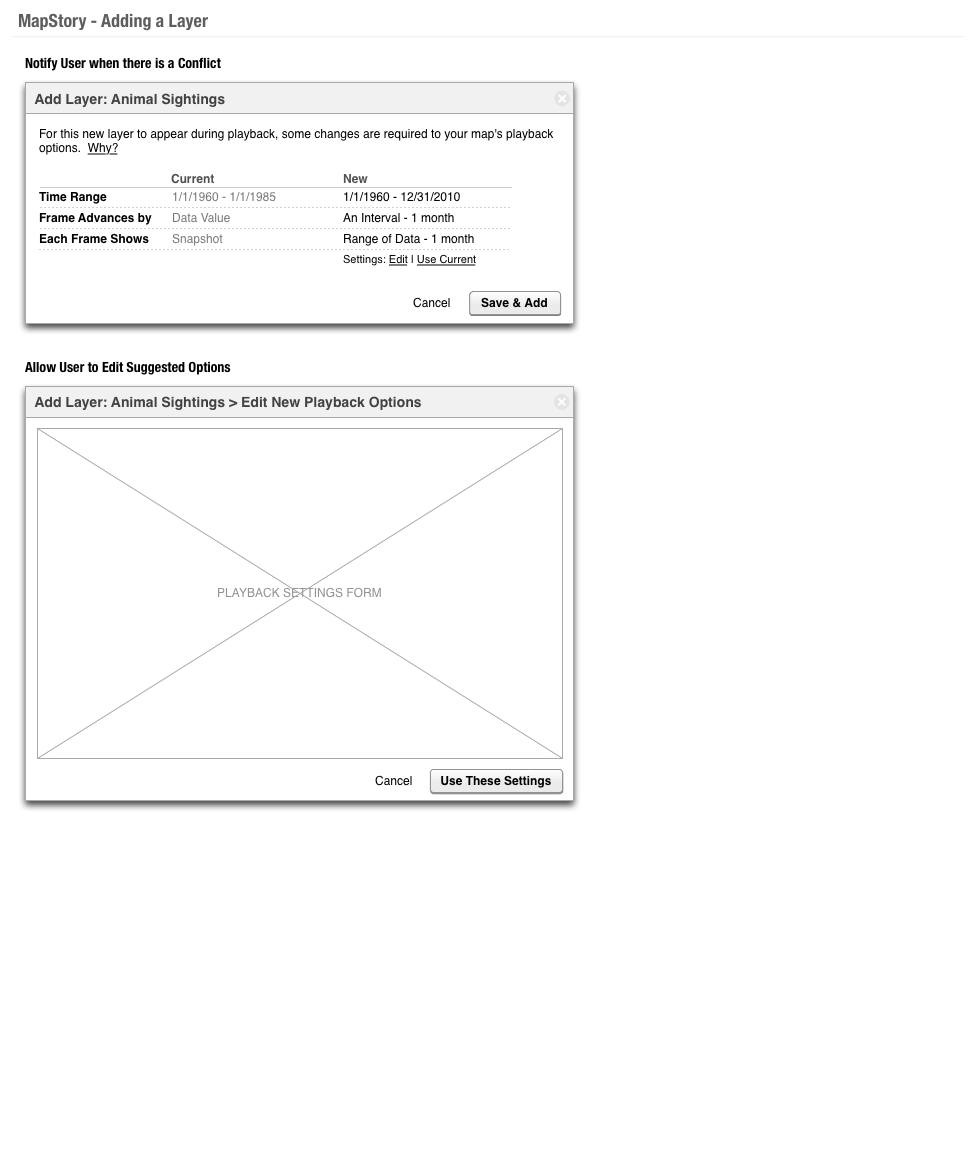 MapStory - Adding a Layer
Notify User when there is a Conflict
Add Layer: Animal Sightings
For this new layer to appear during playback, some changes are required to your map's playback
options. Why?
Current New
Time Range 1/1/1960 - 1/1/1985 1/1/1960 - 12/31/2010
Frame Advances by Data Value An Interval - 1 month
Each Frame Shows Snapshot Range of Data - 1 month
Settings: Edit | Use Current
Cancel Save & Add
Allow User to Edit Suggested Options
Add Layer: Animal Sightings > Edit New Playback Options
PLAYBACK SETTINGS FORM
Cancel Use These Settings